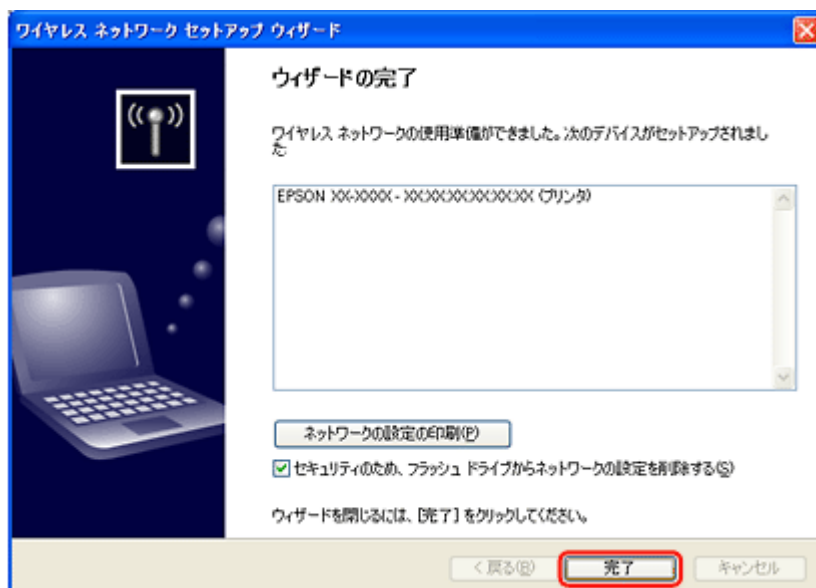 ワイヤレス ネットワーク セットアップ ウィザード
ウィザードの完了
ワイヤレス ネットワークの使用準備ができました。次のデバイスがセットアップされまし
た:
EPSON XX-XXXX - XX:XX:XX:XX:XX:XX (プリンタ)
ネットワークの設定の印刷(P)
セキュリティのため、フラッシュ ドライブからネットワークの設定を削除する(S)
ウィザードを閉じるには、[完了] をクリックしてください。
< 戻る(B)
完了
キャンセル